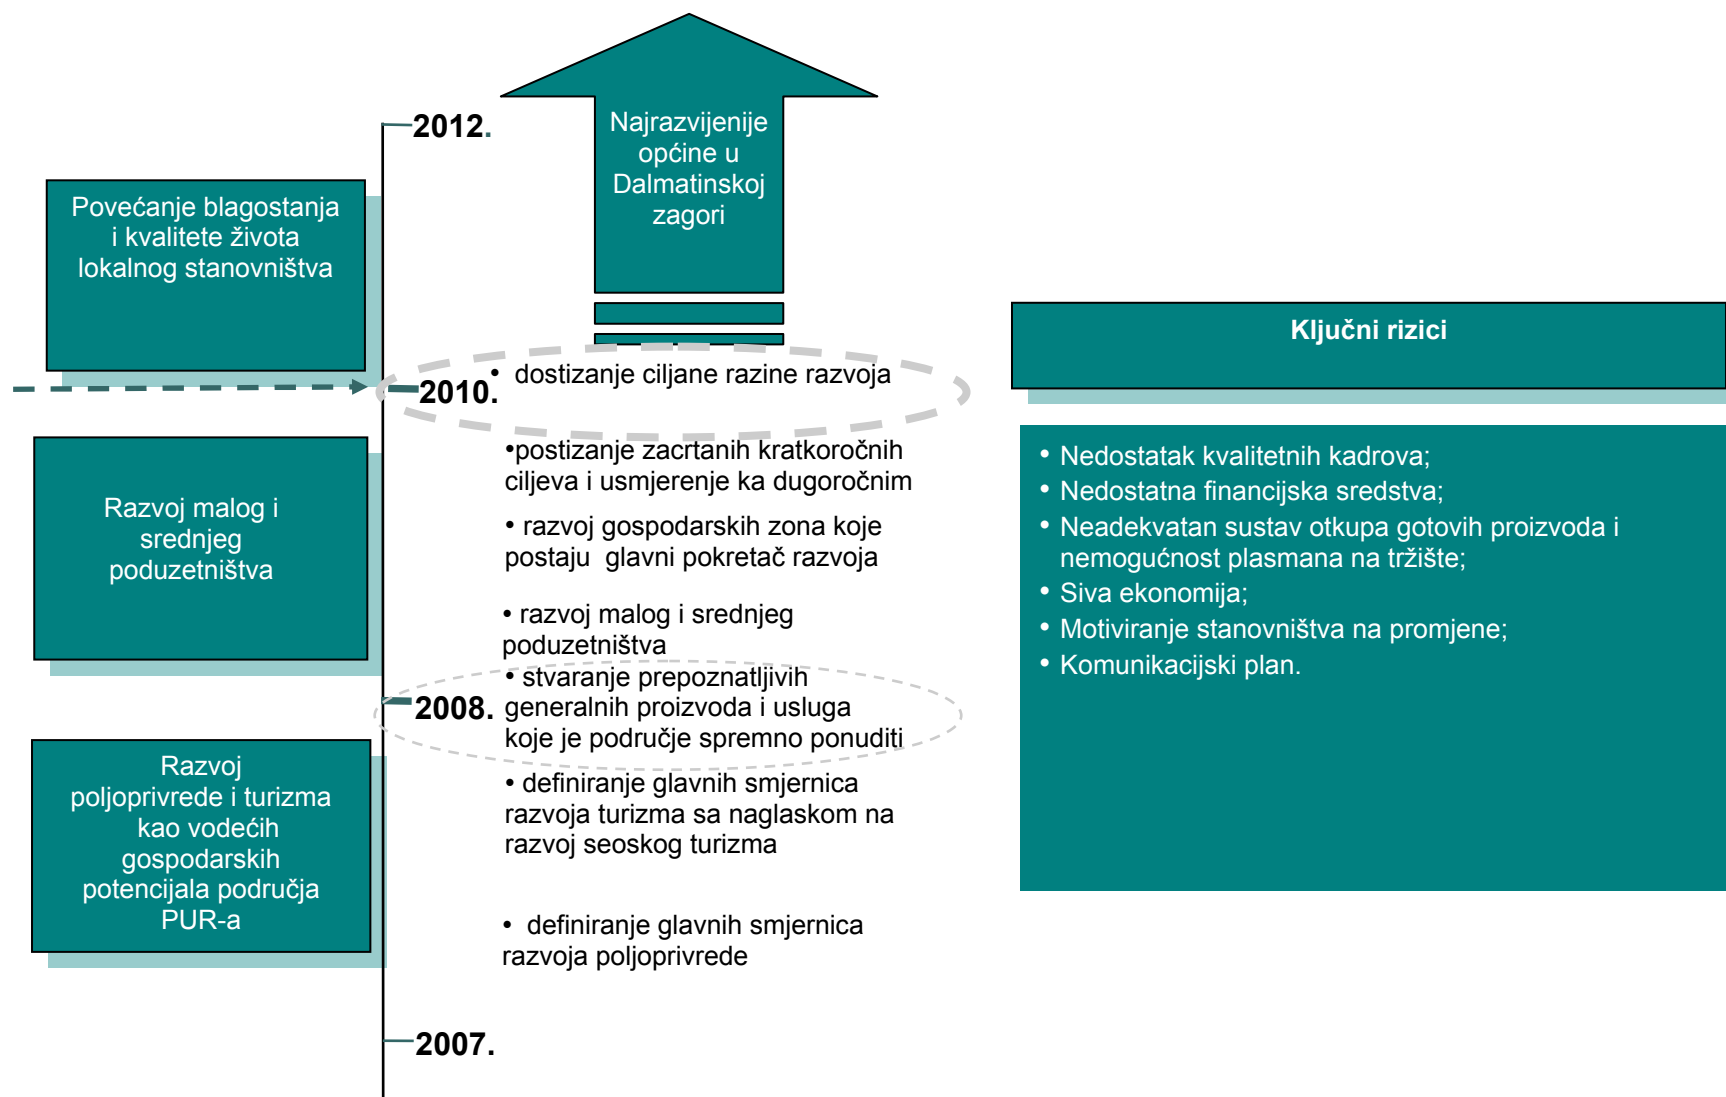 2012.
Najrazvijenije
općine u
Dalmatinskoj
zagori
Povećanje blagostanja
i kvalitete života
lokalnog stanovništva
2010.
• dostizanje ciljane razine razvoja
•postizanje zacrtanih kratkoročnih
ciljeva i usmjerenje ka dugoročnim
Razvoj malog i
srednjeg
poduzetništva
• razvoj gospodarskih zona koje
postaju glavni pokretač razvoja
• razvoj malog i srednjeg
poduzetništva
2008.
• stvaranje prepoznatljivih
generalnih proizvoda i usluga
koje je područje spremno ponuditi
Razvoj
poljoprivrede i turizma
kao vodećih
gospodarskih
potencijala područja
PUR-a
• definiranje glavnih smjernica
razvoja turizma sa naglaskom na
razvoj seoskog turizma
• definiranje glavnih smjernica
razvoja poljoprivrede
2007.
Ključni rizici
• Nedostatak kvalitetnih kadrova;
• Nedostatna financijska sredstva;
• Neadekvatan sustav otkupa gotovih proizvoda i
nemogućnost plasmana na tržište;
• Siva ekonomija;
• Motiviranje stanovništva na promjene;
• Komunikacijski plan.